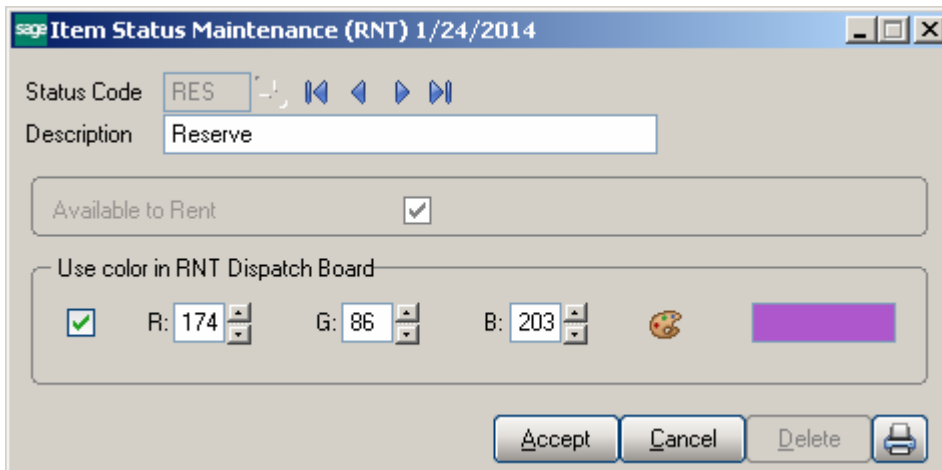 sage Item Status Maintenance (RNT) 1/24/2014
Status Code RES
Description Reserve
Available to Rent
Use color in RNT Dispatch Board
R: 174 G: 86 B: 203
Accept Cancel Delete